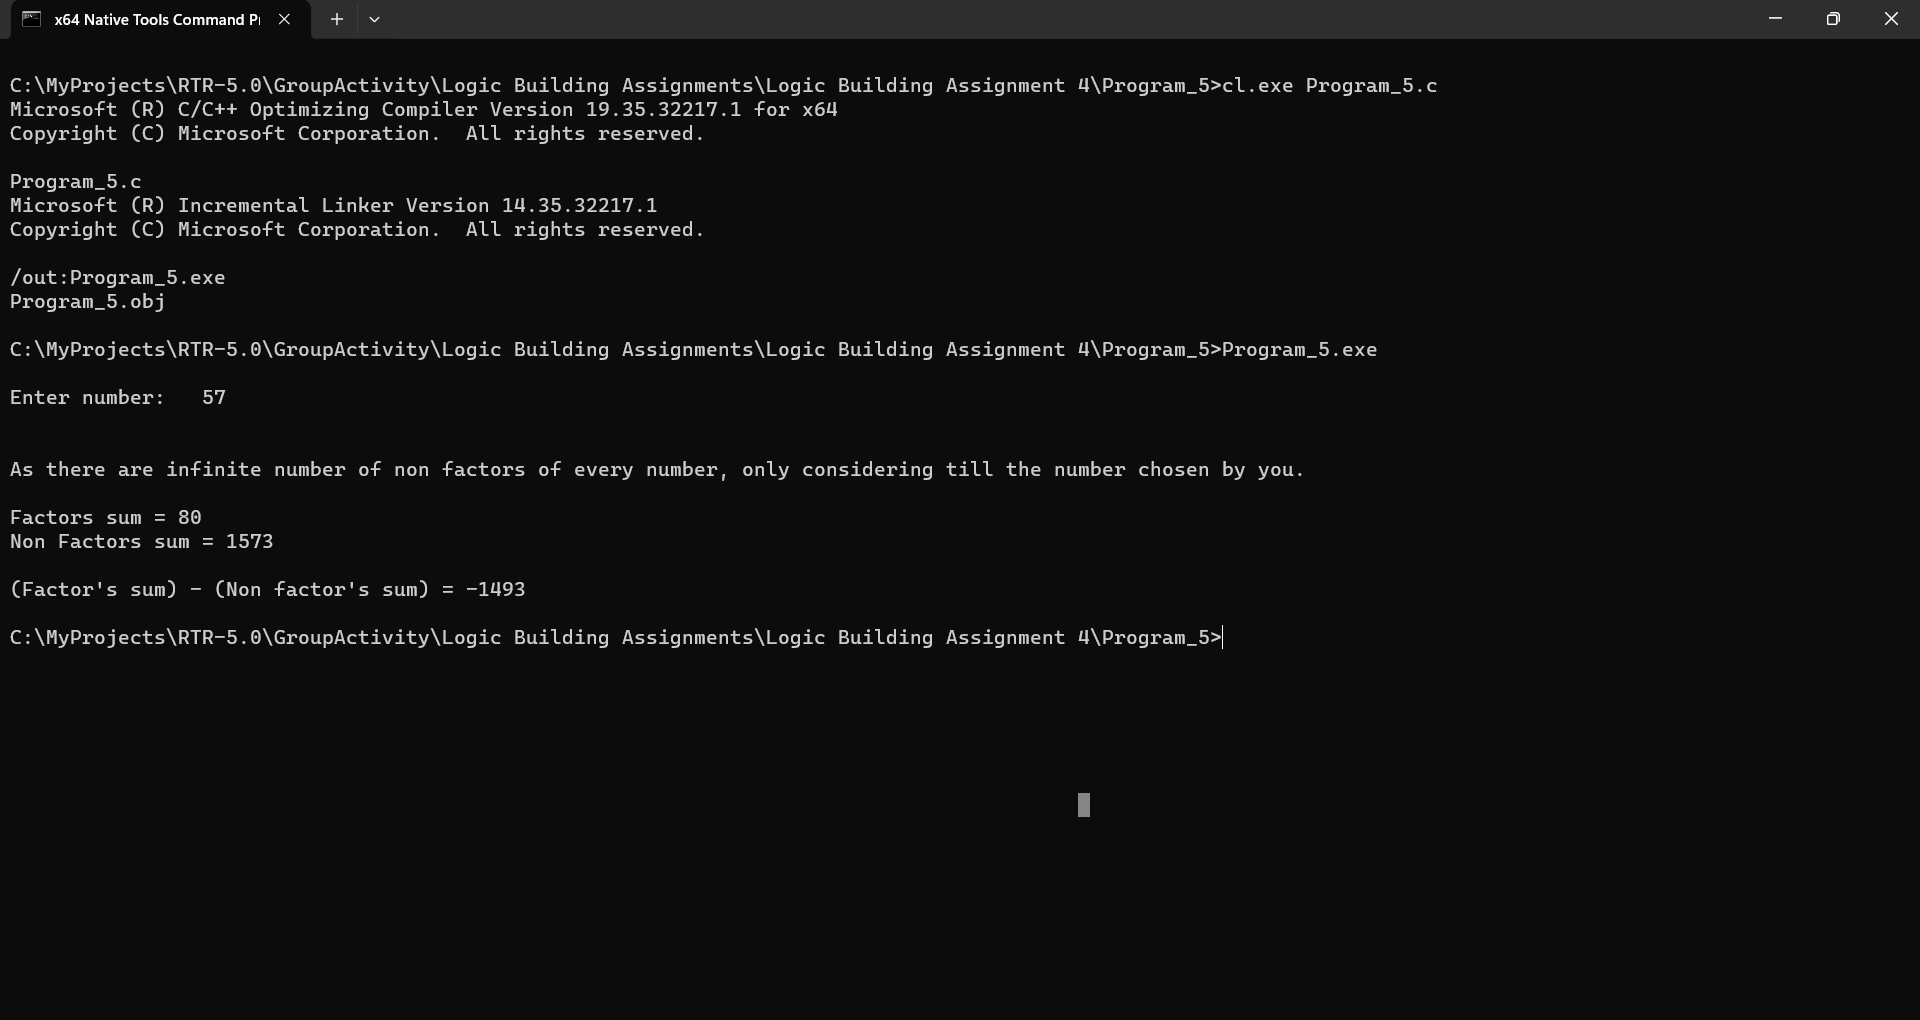 x64 Native Tools Command P
C:\MyProjects\RTR-5.0\GroupActivity\Logic Building Assignments\Logic Building Assignment 4\Program_5>cl.exe Program_5.c
Microsoft (R) C/C++ Optimizing Compiler Version 19.35.32217.1 for x64
Copyright (C) Microsoft Corporation.  All rights reserved.
Program_5.c
Microsoft (R) Incremental Linker Version 14.35.32217.1
Copyright (C) Microsoft Corporation.  All rights reserved.
/out:Program_5.exe
Program_5.obj
C:\MyProjects\RTR-5.0\GroupActivity\Logic Building Assignments\Logic Building Assignment 4\Program_5>Program_5.exe
Enter number:   57
As there are infinite number of non factors of every number, only considering till the number chosen by you.
Factors sum = 80
Non Factors sum = 1573
(Factor's sum) - (Non factor's sum) = -1493
C:\MyProjects\RTR-5.0\GroupActivity\Logic Building Assignments\Logic Building Assignment 4\Program_5>